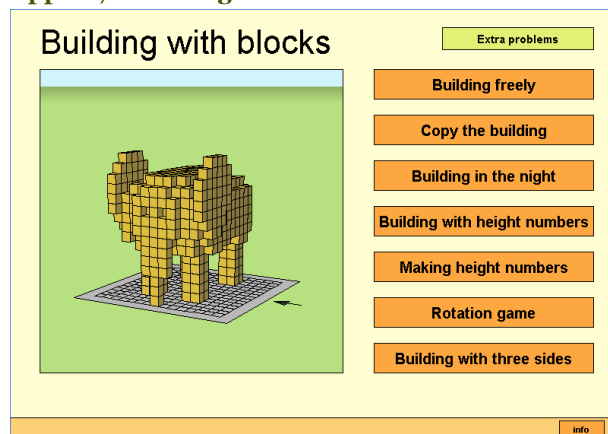 Building with blocks
Extra problems
Building freely
Copy the building
Building in the night
Building with height numbers
Making height numbers
Rotation game
Building with three sides
info